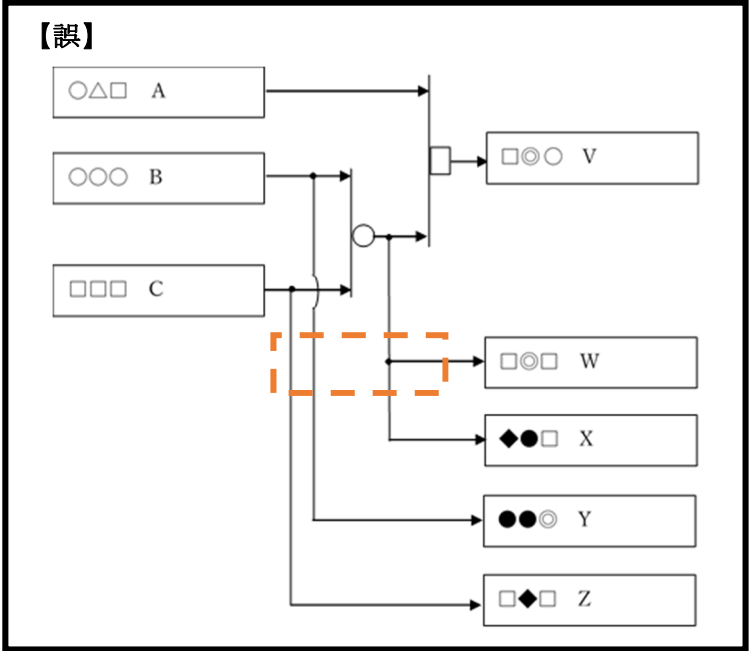 【誤】
○△□ A
○○○ B
□□□ C
□◎○ V
□◎□ W
◆●□ X
●●◎ Y
□◆□ Z